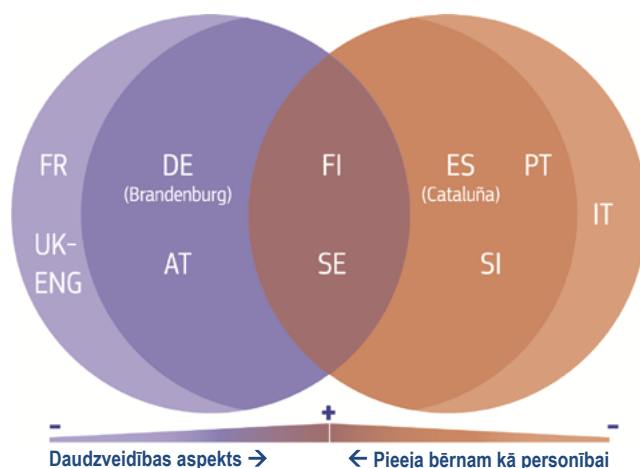 FR
DE
(Brandenburg)
FI
ES
(Cataluña)
PT
IT
UK-
ENG
AT
SE
SI
+
- -
Daudzveidības aspekts → ← Pieeja bērnam kā personībai